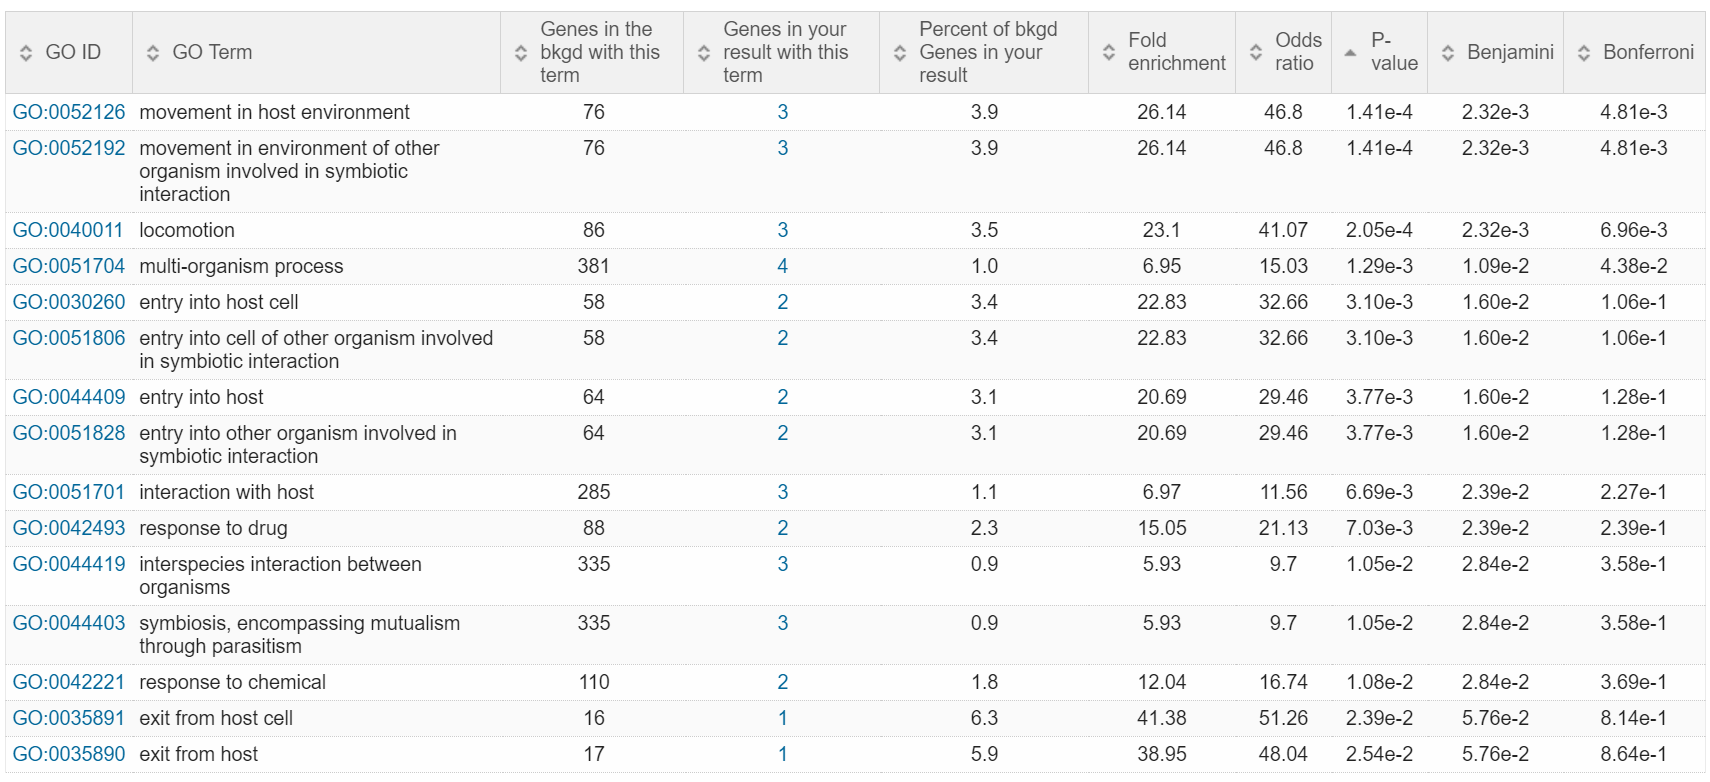 GO ID GO Term Genes in the bkgd with this term Genes in your result with this term Percent of bkgd Genes in your result Fold enrichment Odds ratio P-value Benjamini Bonferroni
GO:0052126 movement in host environment 76 3 3.9 26.14 46.8 1.41e-4 2.32e-3 4.81e-3
GO:0052192 movement in environment of other 76 3 3.9 26.14 46.8 1.41e-4 2.32e-3 4.81e-3
organism involved in symbiotic
interaction
GO:0040011 locomotion 86 3 3.5 23.1 41.07 2.05e-4 2.32e-3 6.96e-3
GO:0051704 multi-organism process 381 4 1.0 6.95 15.03 1.29e-3 1.09e-2 4.38e-2
GO:0030260 entry into host cell 58 2 3.4 22.83 32.66 3.10e-3 1.60e-2 1.06e-1
GO:0051806 entry into cell of other organism involved 58 2 3.4 22.83 32.66 3.10e-3 1.60e-2 1.06e-1
in symbiotic interaction
GO:0044409 entry into host 64 2 3.1 20.69 29.46 3.77e-3 1.60e-2 1.28e-1
GO:0051828 entry into other organism involved in 64 2 3.1 20.69 29.46 3.77e-3 1.60e-2 1.28e-1
symbiotic interaction
GO:0051701 interaction with host 285 3 1.1 6.97 11.56 6.69e-3 2.39e-2 2.27e-1
GO:0042493 response to drug 88 2 2.3 15.05 21.13 7.03e-3 2.39e-2 2.39e-1
GO:0044419 interspecies interaction between 335 3 0.9 5.93 9.7 1.05e-2 2.84e-2 3.58e-1
organisms
GO:0044403 symbiosis, encompassing mutualism 335 3 0.9 5.93 9.7 1.05e-2 2.84e-2 3.58e-1
through parasitism
GO:0042221 response to chemical 110 2 1.8 12.04 16.74 1.08e-2 2.84e-2 3.69e-1
GO:0035891 exit from host cell 16 1 6.3 41.38 51.26 2.39e-2 5.76e-2 8.14e-1
GO:0035890 exit from host 17 1 5.9 38.95 48.04 2.54e-2 5.76e-2 8.64e-1